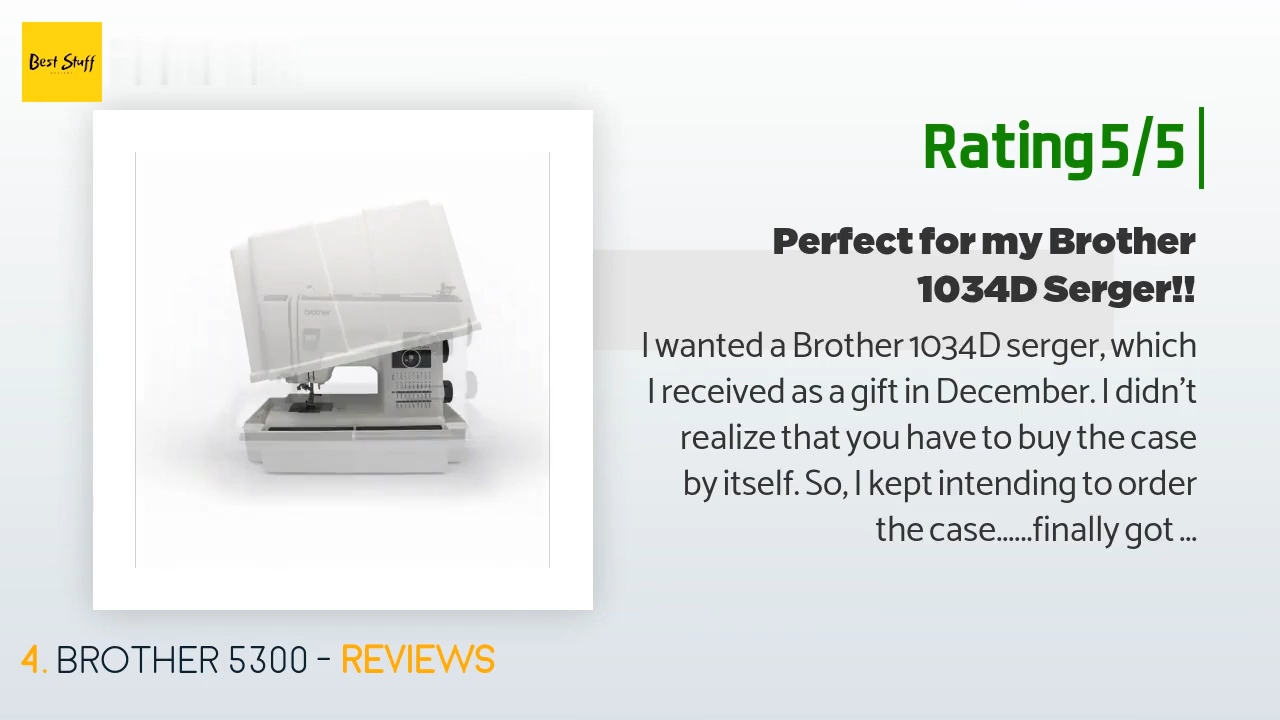 Best Stuff
Rating 5/5
Perfect for my Brother
1034D Serger!!
I wanted a Brother 1034D serger, which
I received as a gift in December. I didn't
realize that you have to buy the case
by itself. So, I kept intending to order
the case......finally got ...
brother
4. BROTHER 5300 - REVIEWS